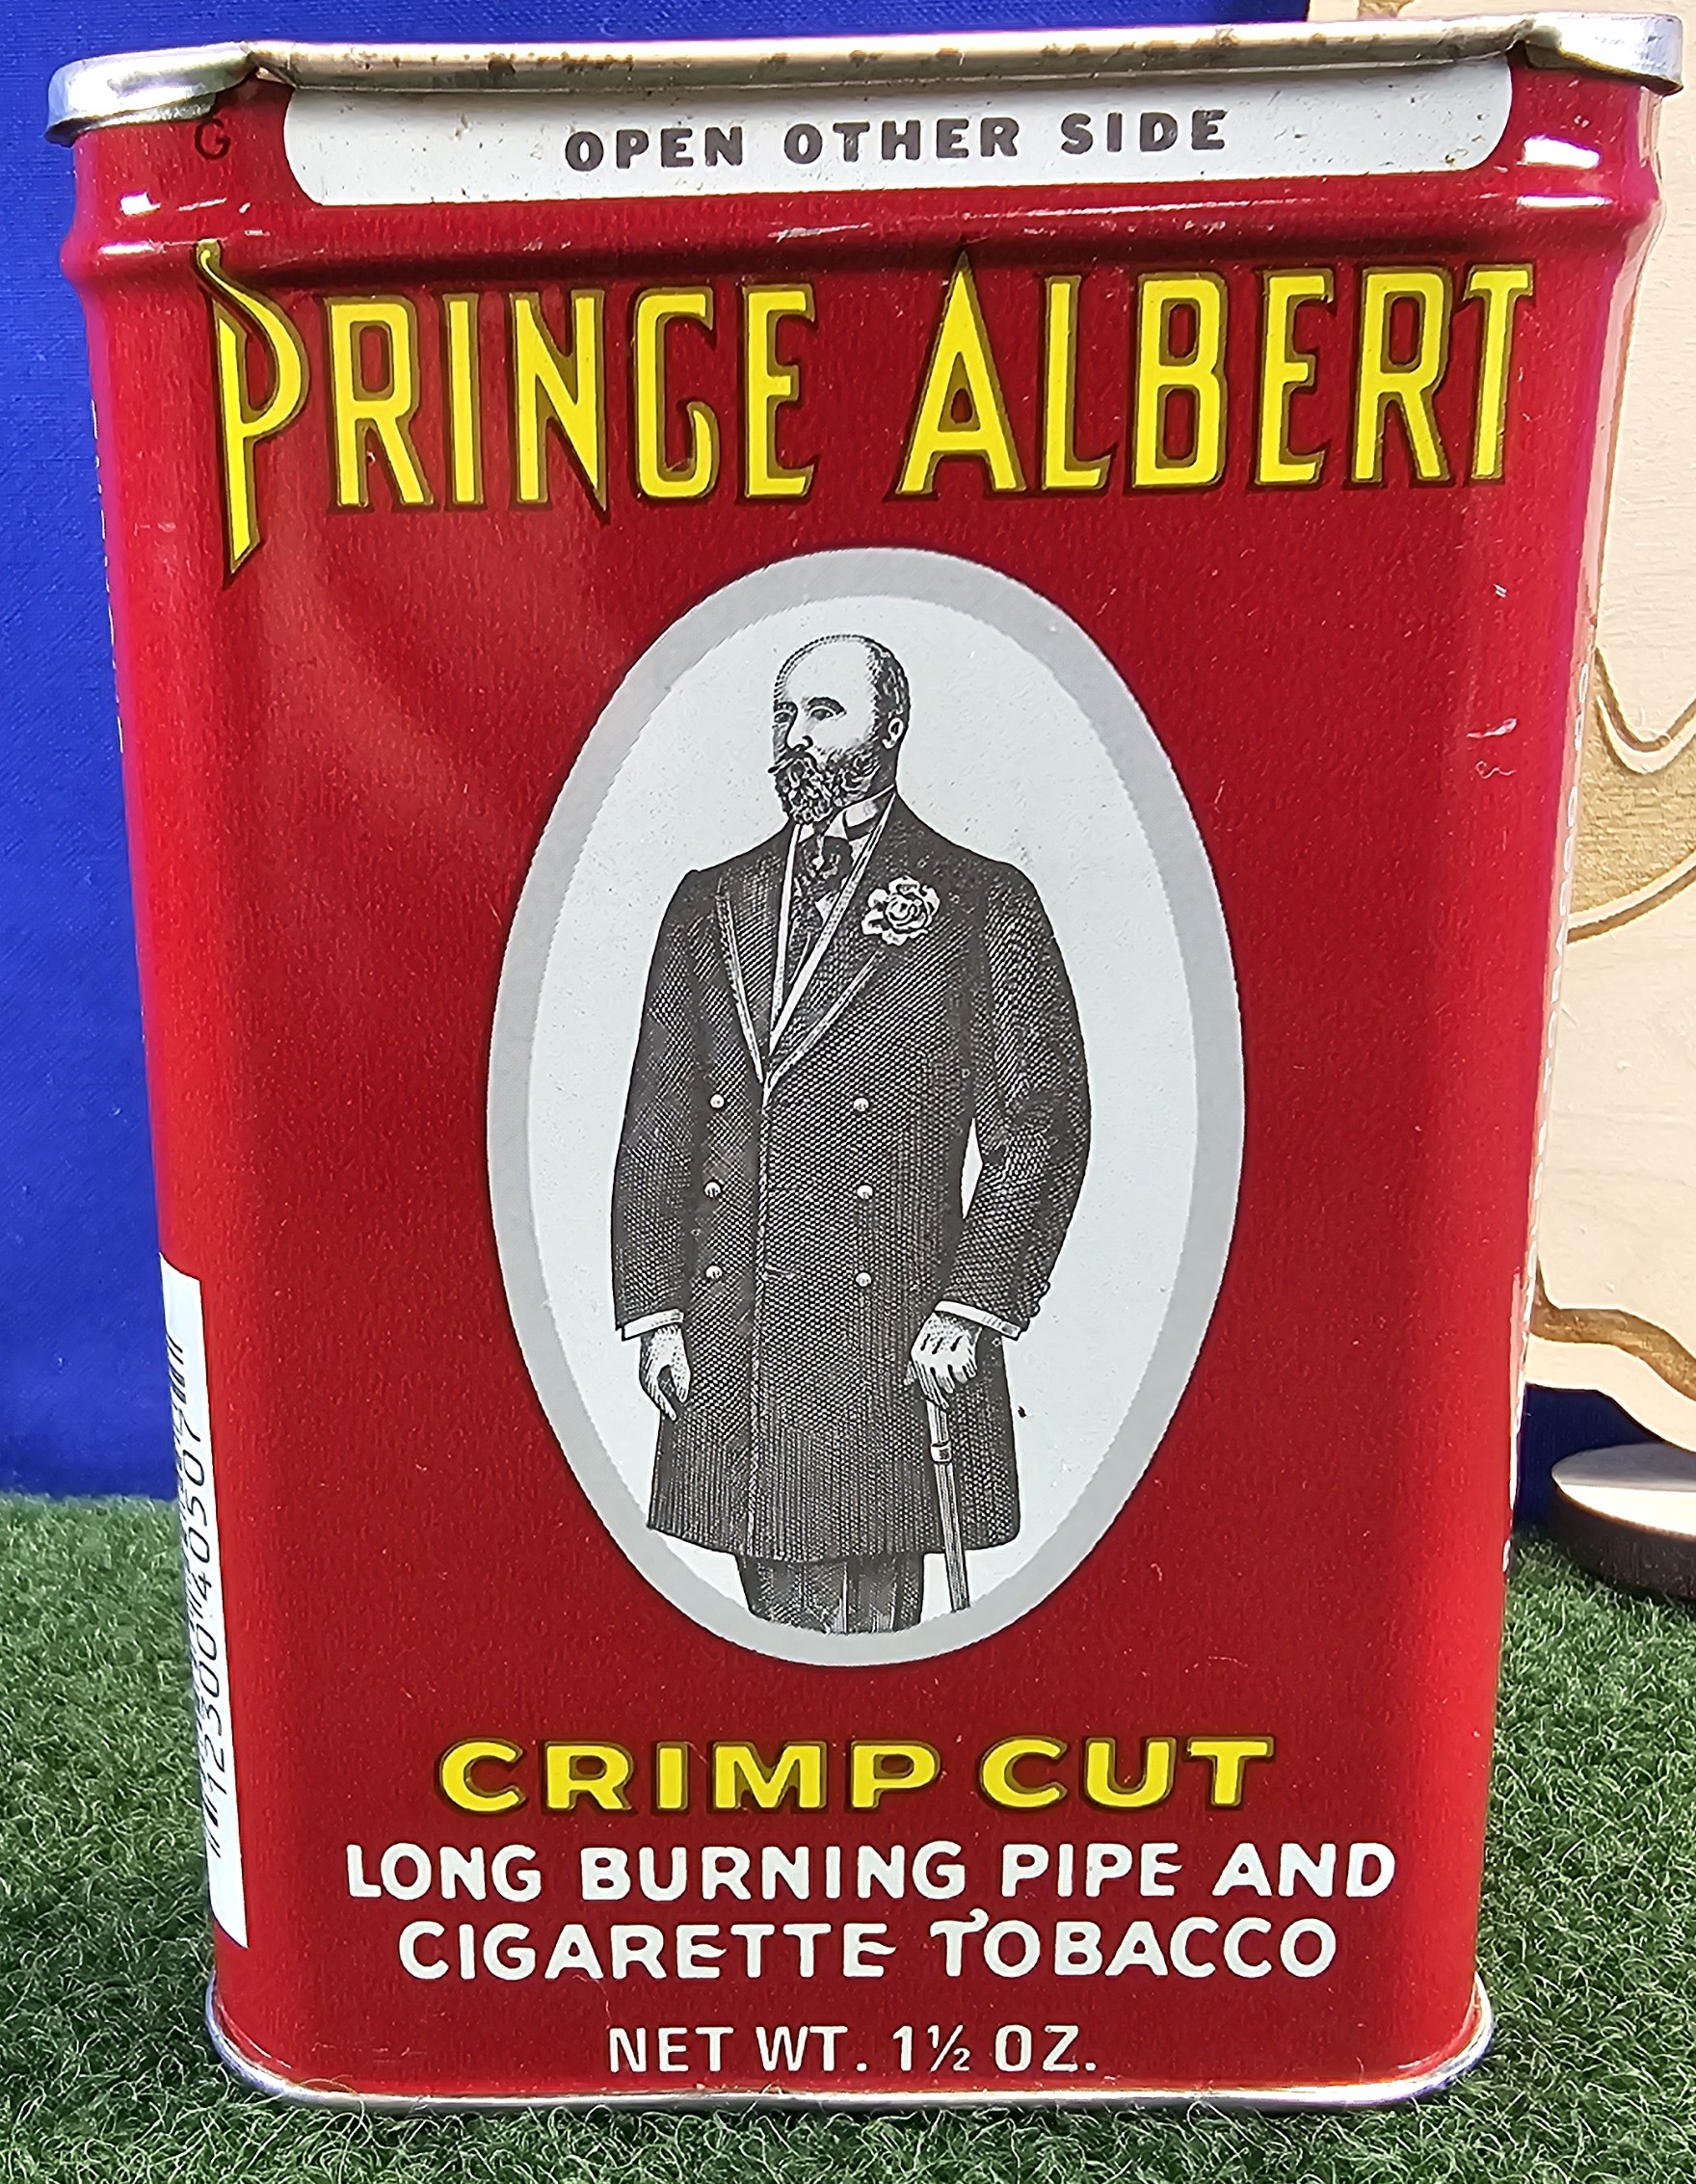 G
OPEN OTHER SIDE
PRINCE ALBERT
CRIMP CUT
LONG BURNING PIPE AND
CIGARETTE TOBACCO
NET WT. 1½ OZ.